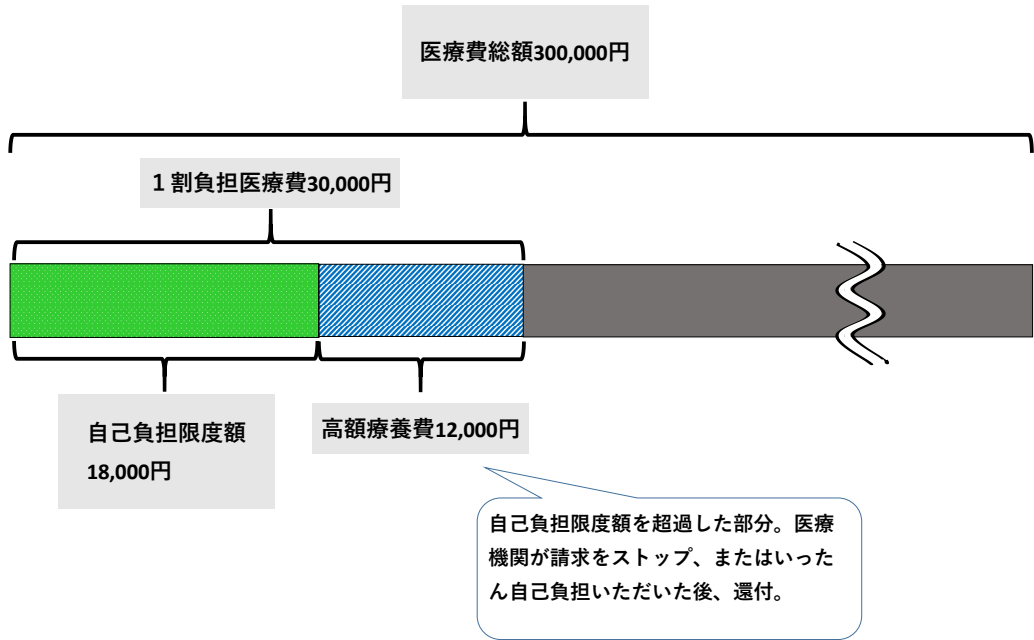 医療費総額300,000円
１割負担医療費30,000円
自己負担限度額
18,000円
高額療養費12,000円
自己負担限度額を超過した部分。医療
機関が請求をストップ、またはいった
ん自己負担いただいた後、還付。